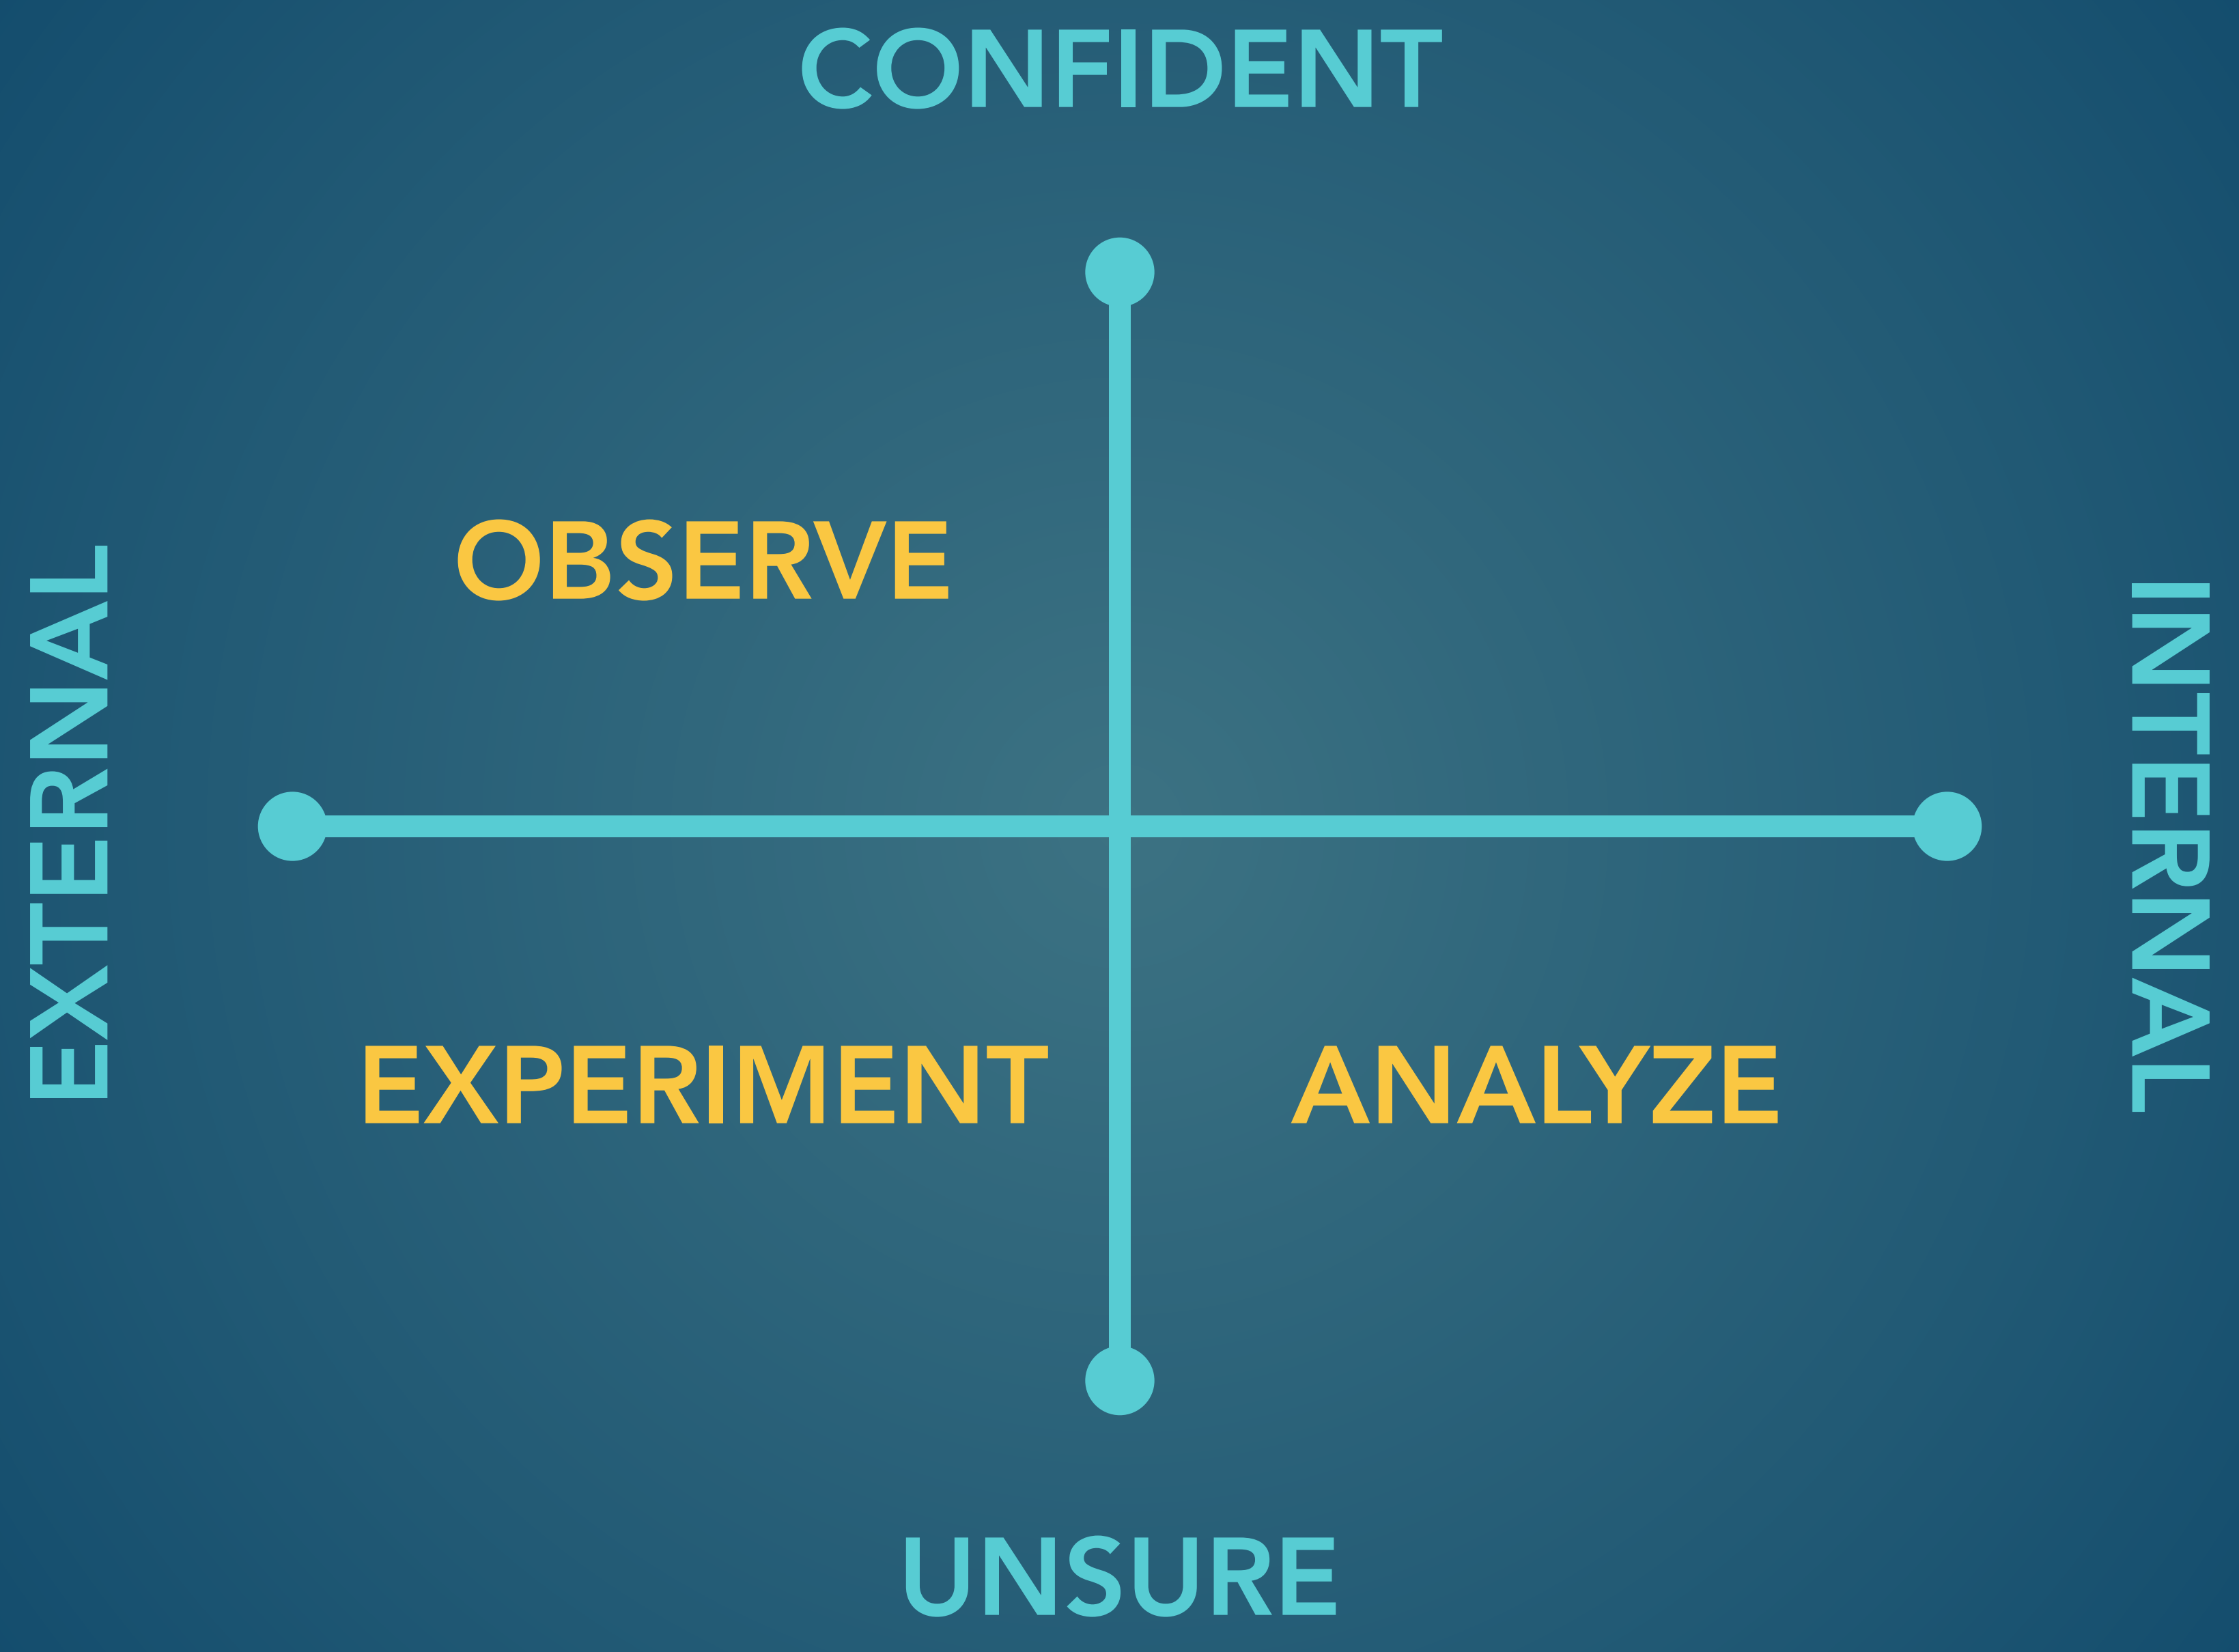 CONFIDENT
OBSERVE
EXTERNAL
INTERNAL
EXPERIMENT
ANALYZE
UNSURE